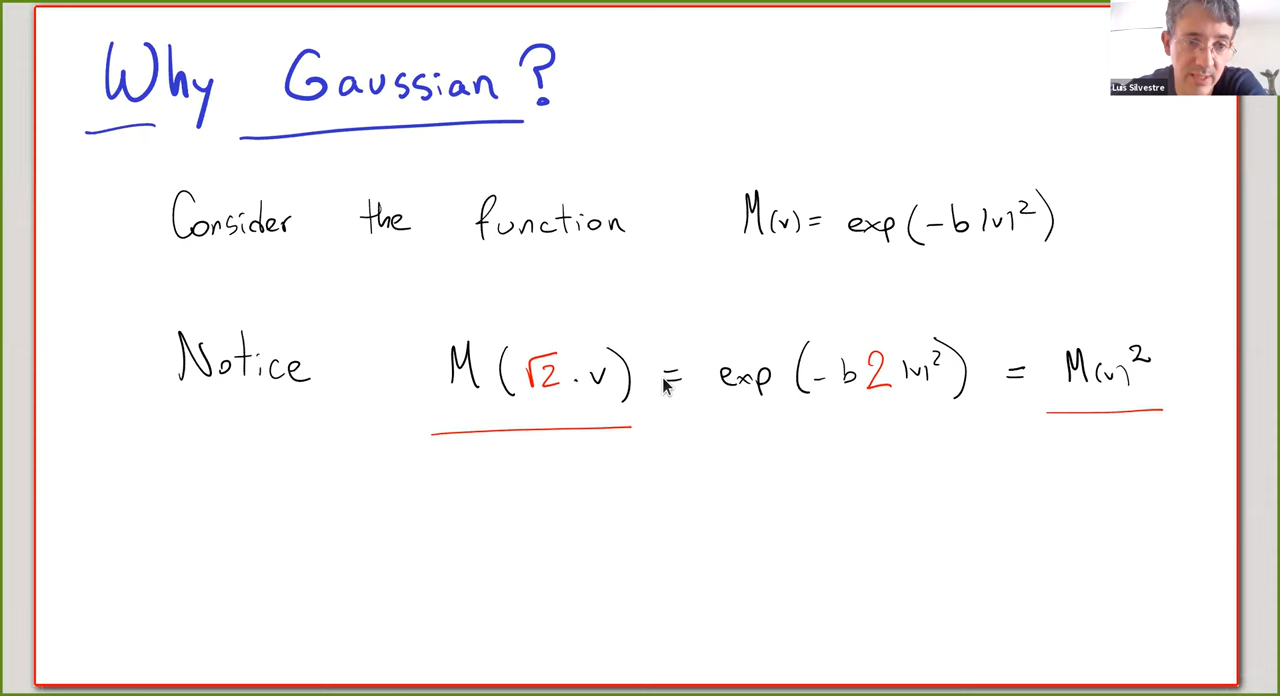 Why Gaussian?
Luis Silvestre
Consider the function M(v) = exp(-b |v|²)
Notice M(√2 · v) = exp(-b 2 |v|²) = M(v)²